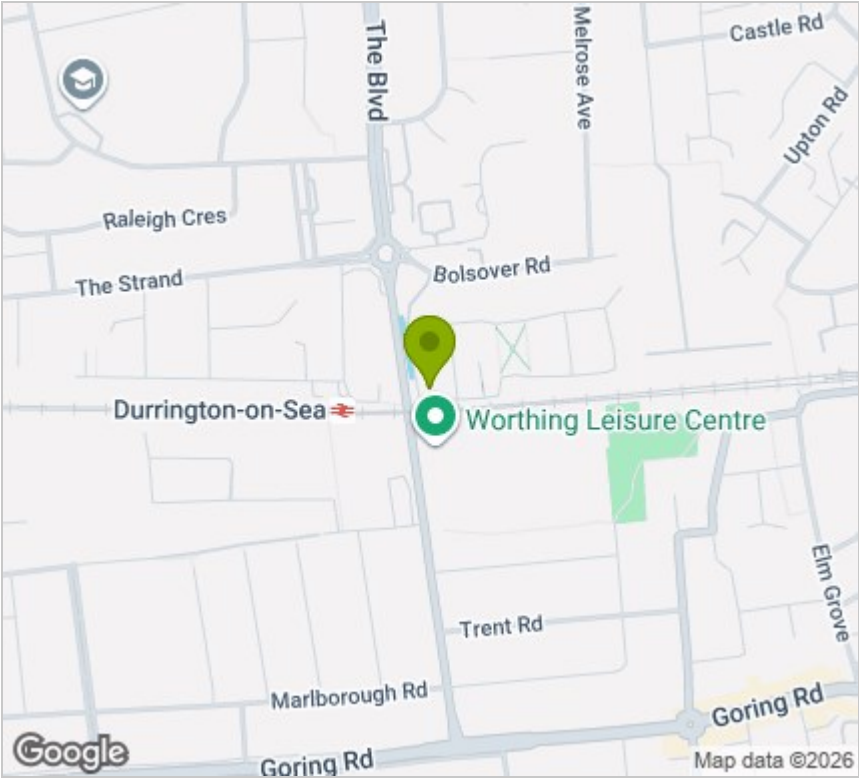 The Blvd
Melrose Ave
Castle Rd
Upton Rd
Raleigh Cres
The Strand
Bolsover Rd
Durrington-on-Sea
Worthing Leisure Centre
Elm Grove
Trent Rd
Marlborough Rd
Goring Rd
Goring Rd
Google
Map data ©2026